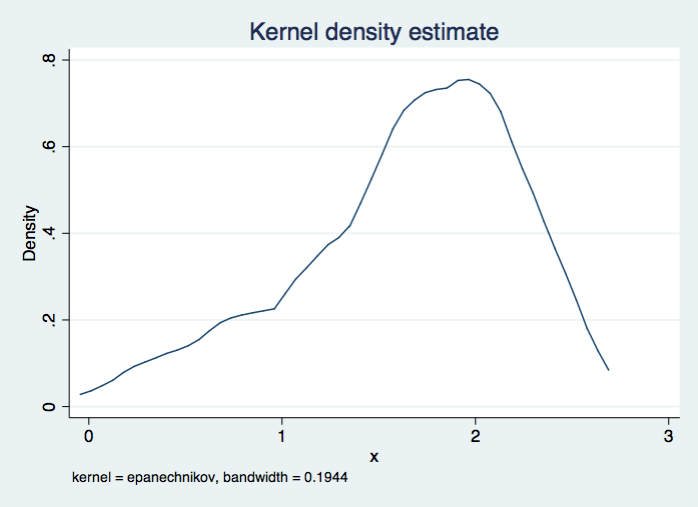 Kernel density estimate
.8
.6
.4
.2
0
Density
0 1 2 3
x
kernel = epanechnikov, bandwidth = 0.1944